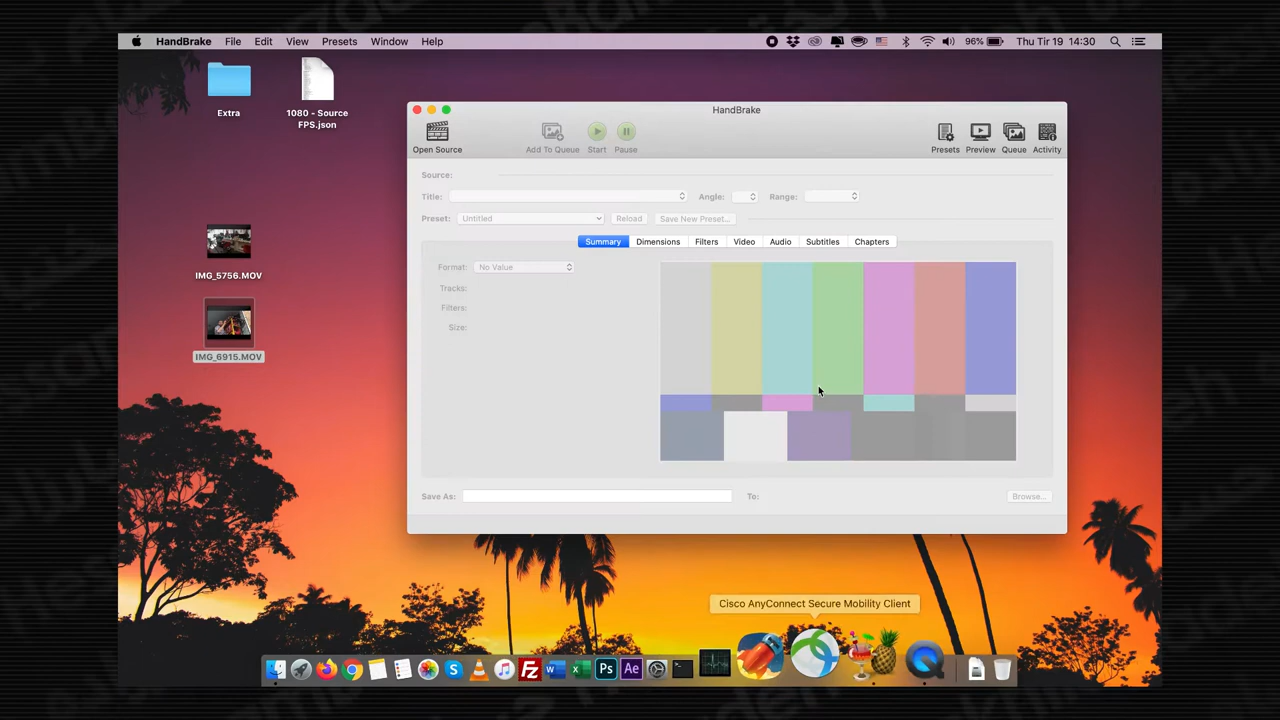 HandBrake File Edit View Presets Window Help
96% Thu Tir 19 14:30
Extra
1080 - Source
FPS.json
IMG_5756.MOV
IMG_6915.MOV
HandBrake
Open Source Add To Queue Start Pause Presets Preview Queue Activity
Source:
Title: Angle: Range:
Preset: Untitled Reload Save New Preset...
Summary Dimensions Filters Video Audio Subtitles Chapters
Format: No Value
Tracks:
Filters:
Size:
Save As: To: Browse...
Cisco AnyConnect Secure Mobility Client
Fz W X Ps Ae